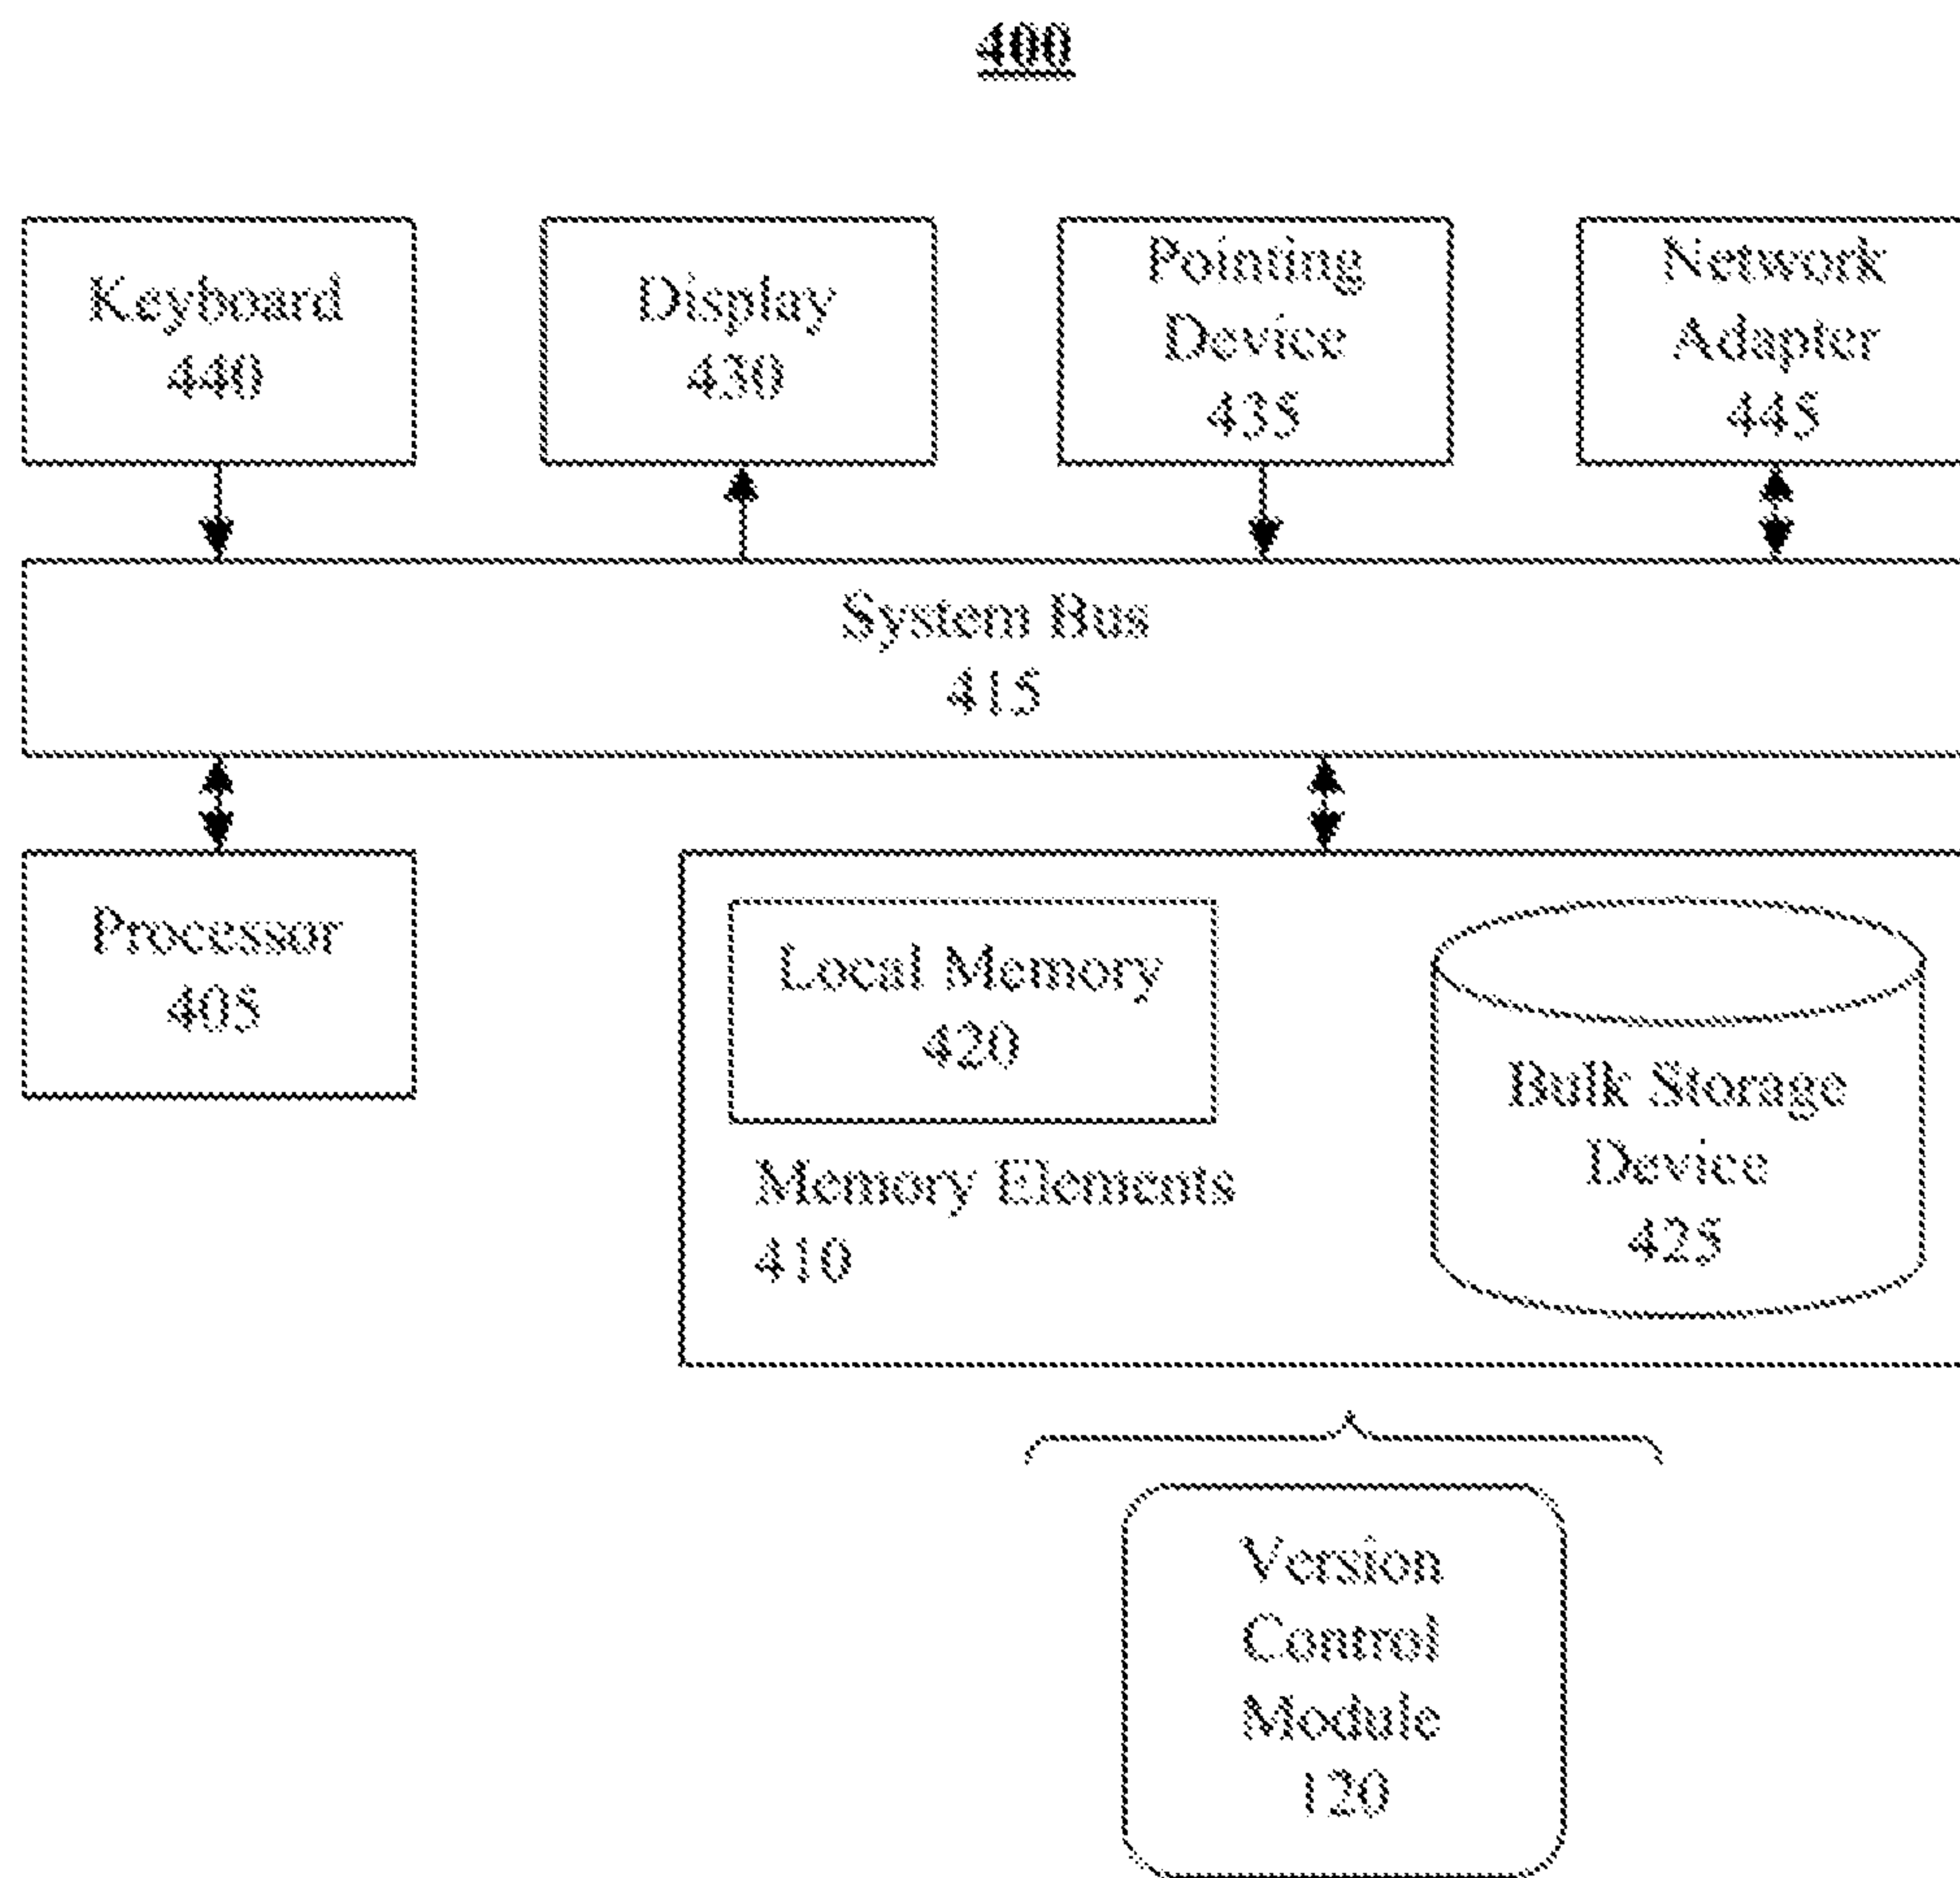 400
Keyboard
440
Display
430
Pointing
Device
435
Network
Adapter
445
System Bus
415
Processor
405
Local Memory
420
Memory Elements
410
Bulk Storage
Device
425
Version
Control
Module
120